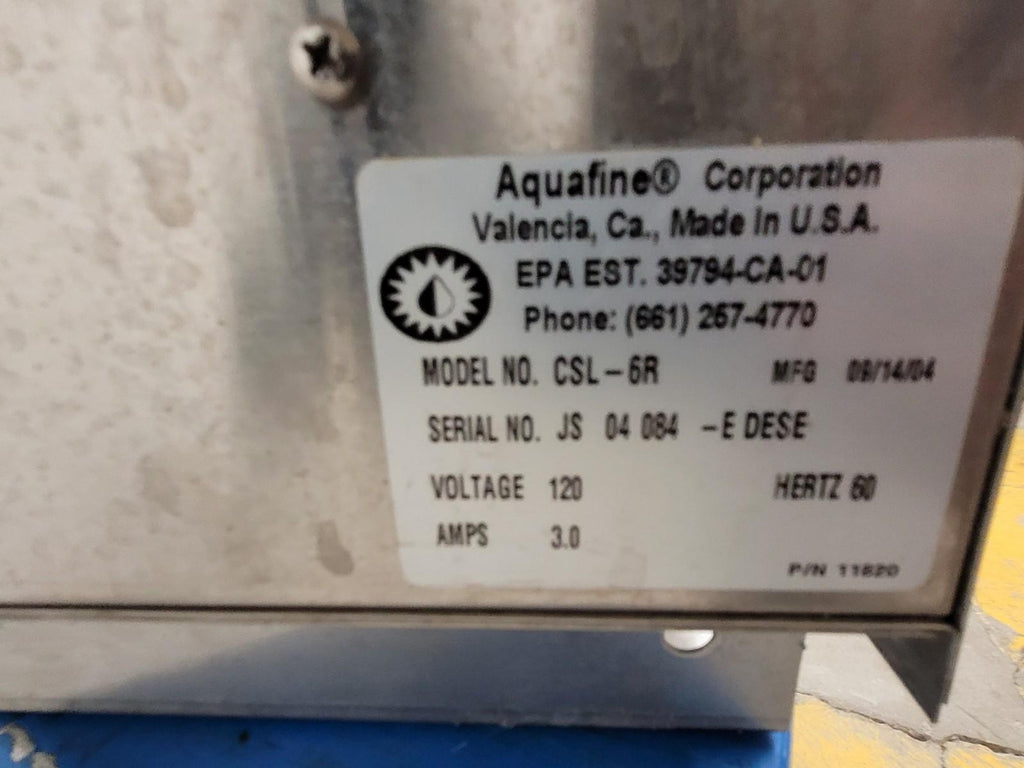 Aquafine® Corporation
Valencia, Ca., Made in U.S.A.
EPA EST. 39794-CA-01
Phone: (661) 257-4770
MODEL NO. CSL-6R MFG 09/14/04
SERIAL NO. JS 04 084 -E DESE
VOLTAGE 120 HERTZ 60
AMPS 3.0
P/N 11820